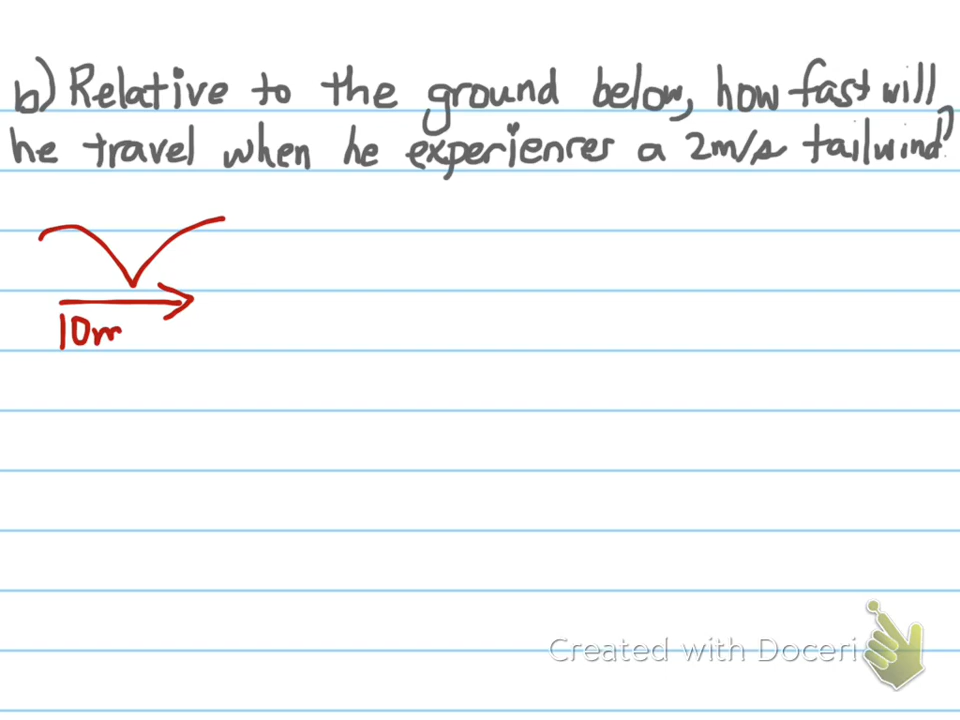 b) Relative to the ground below, how fast will
he travel when he experiences a 2m/s tailwind?
10m
Created with Doceri